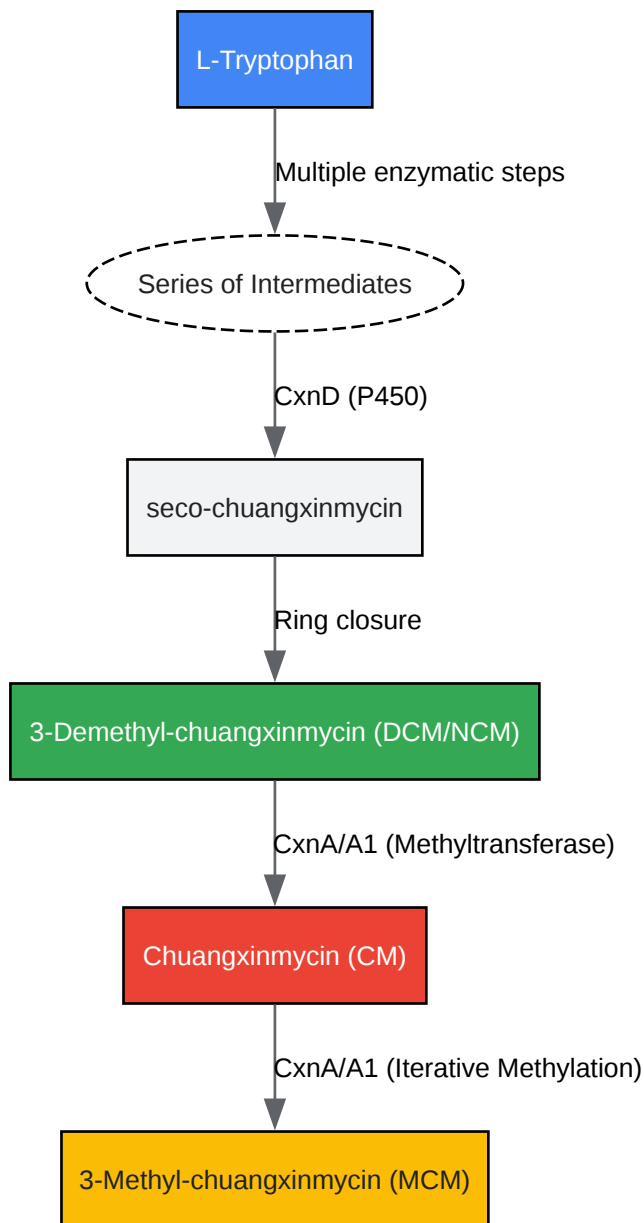 L-Tryptophan
Multiple enzymatic steps
Series of Intermediates
CxnD (P450)
seco-chuangxinmycin
Ring closure
3-Demethyl-chuangxinmycin (DCM/NCM)
CxnA/A1 (Methyltransferase)
Chuangxinmycin (CM)
CxnA/A1 (Iterative Methylation)
3-Methyl-chuangxinmycin (MCM)